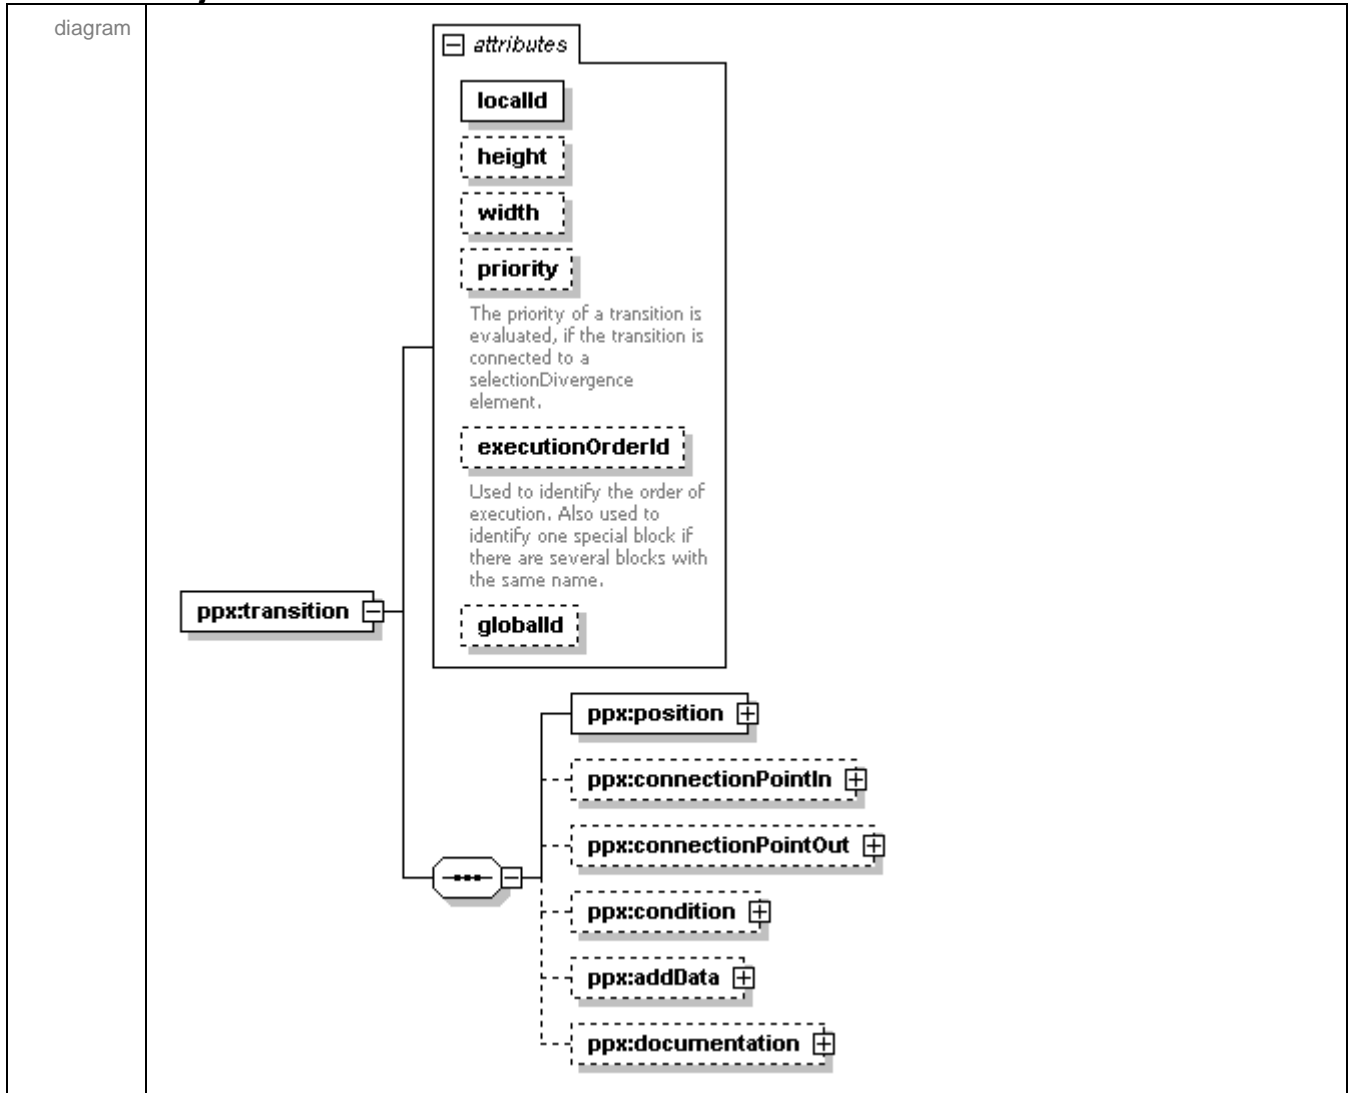 diagram
attributes
localId
height
width
priority
The priority of a transition is
evaluated, if the transition is
connected to a
selectionDivergence
element.
executionOrderId
Used to identify the order of
execution. Also used to
identify one special block if
there are several blocks with
the same name.
ppx:transition
globalId
ppx:position
ppx:connectionPointIn
ppx:connectionPointOut
ppx:condition
ppx:addData
ppx:documentation